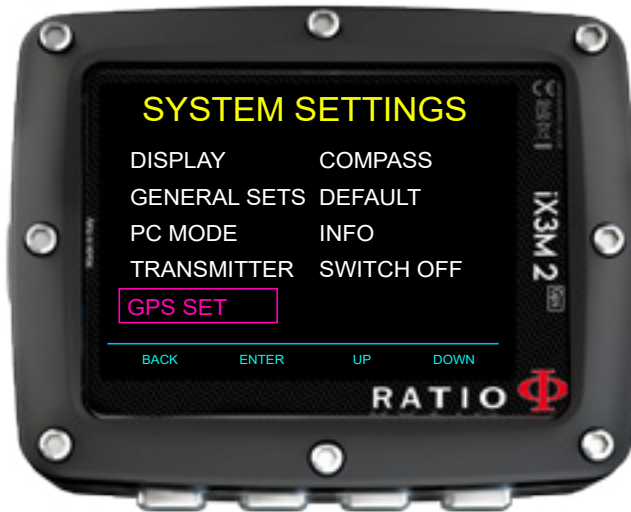 SYSTEM SETTINGS
DISPLAY COMPASS
GENERAL SETS DEFAULT
PC MODE INFO
TRANSMITTER SWITCH OFF
GPS SET
BACK ENTER UP DOWN
iX3M 2
RATIO